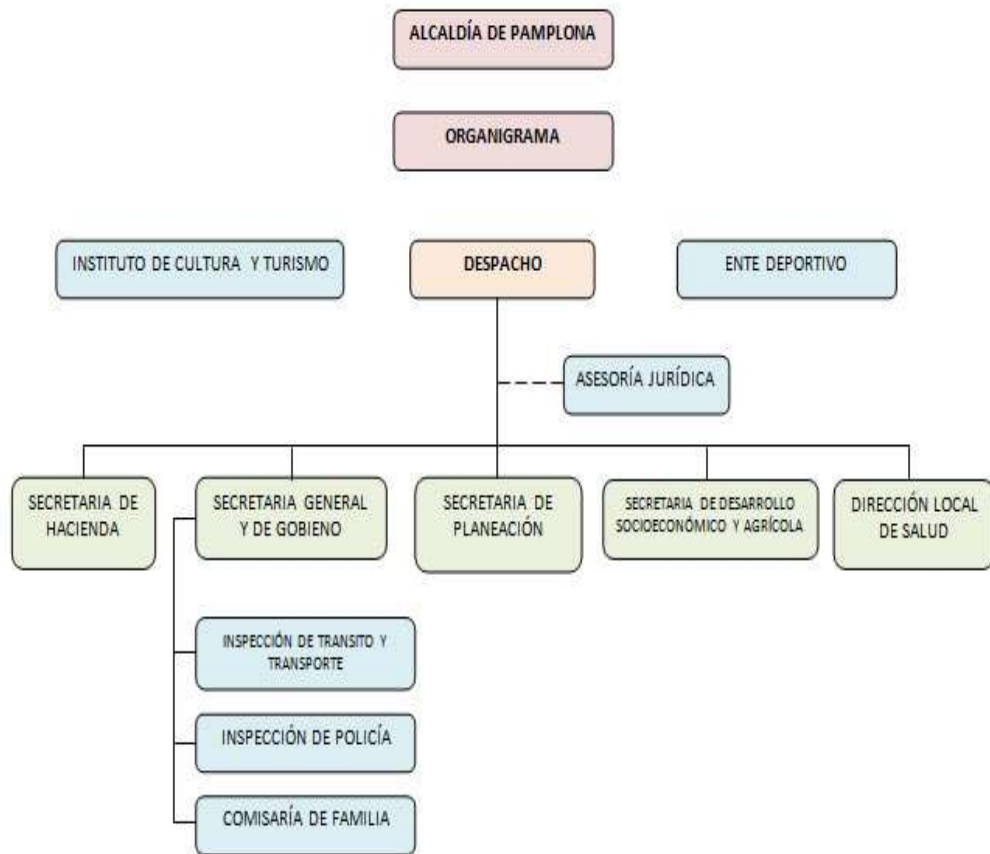 ALCALDÍA DE PAMPLONA
ORGANIGRAMA
INSTITUTO DE CULTURA Y TURISMO
DESPACHO
ENTE DEPORTIVO
ASESORÍA JURÍDICA
SECRETARIA DE
HACIENDA
SECRETARIA GENERAL
Y DE GOBIENO
SECRETARIA DE
PLANEACIÓN
SECRETARIA DE DESARROLLO
SOCIOECONÓMICO Y AGRÍCOLA
DIRECCIÓN LOCAL
DE SALUD
INSPECCIÓN DE TRANSITO Y
TRANSPORTE
INSPECCIÓN DE POLICÍA
COMISARÍA DE FAMILIA